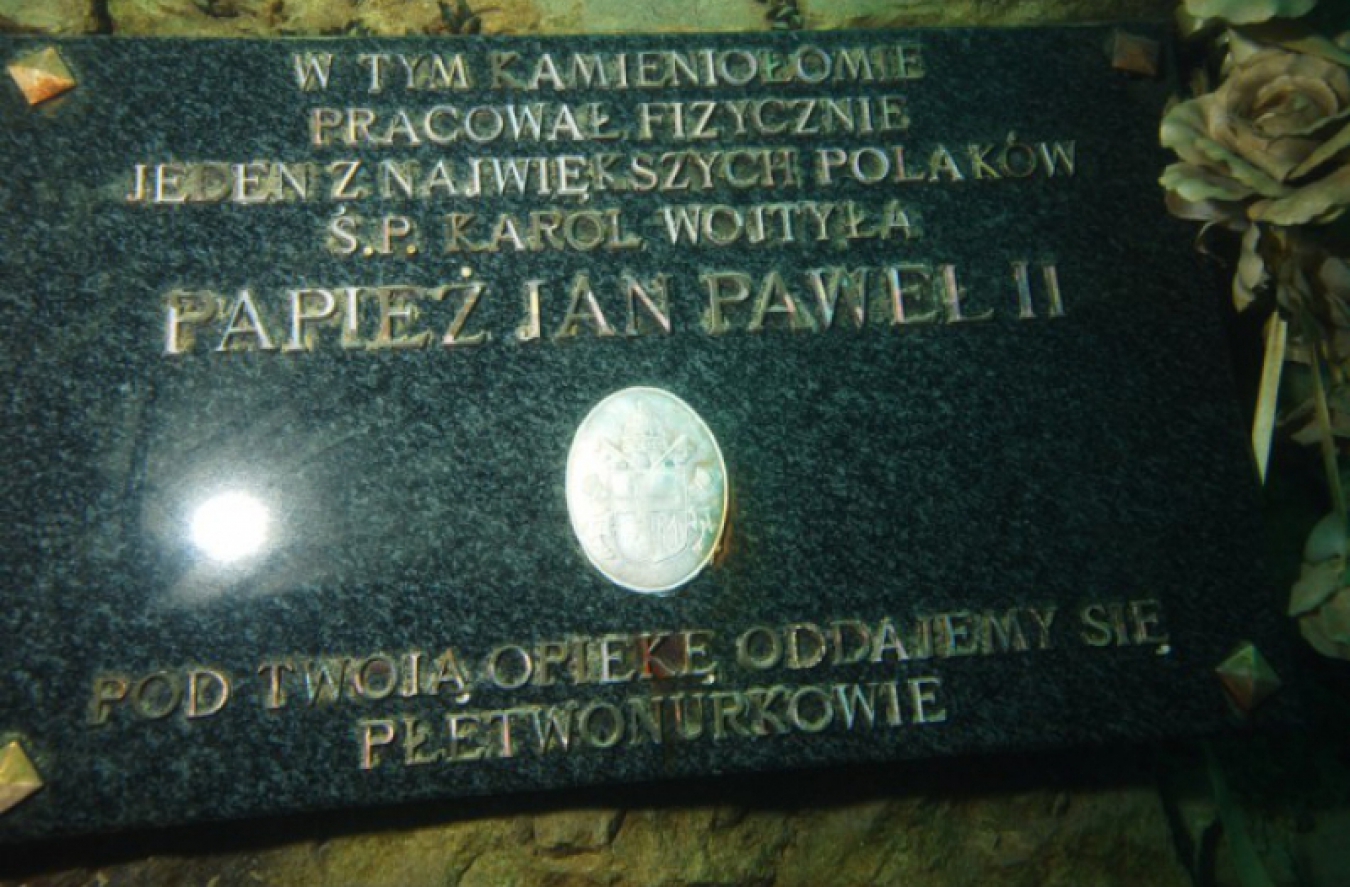 W TYM KAMIENIOŁOMIE
PRACOWAŁ FIZYCZNIE
JEDEN Z NAJWIĘKSZYCH POLAKÓW
Ś.P. KAROL WOJTYŁA
PAPIEŻ JAN PAWEŁ II
POD TWOJĄ OPIEKĘ ODDAJEMY SIĘ
PŁETWONURKOWIE